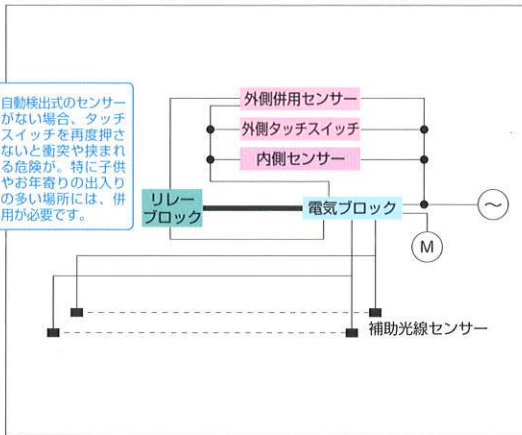 外側併用センサー
自動検出式のセンサー
がない場合、タッチ
スイッチを再度押さ
ないと衝突や挟まれ
る危険が。特に子供
やお年寄りの出入り
の多い場所には、併
用が必要です。
外側タッチスイッチ
内側センサー
リレー
ブロック
電気ブロック
～
M
補助光線センサー